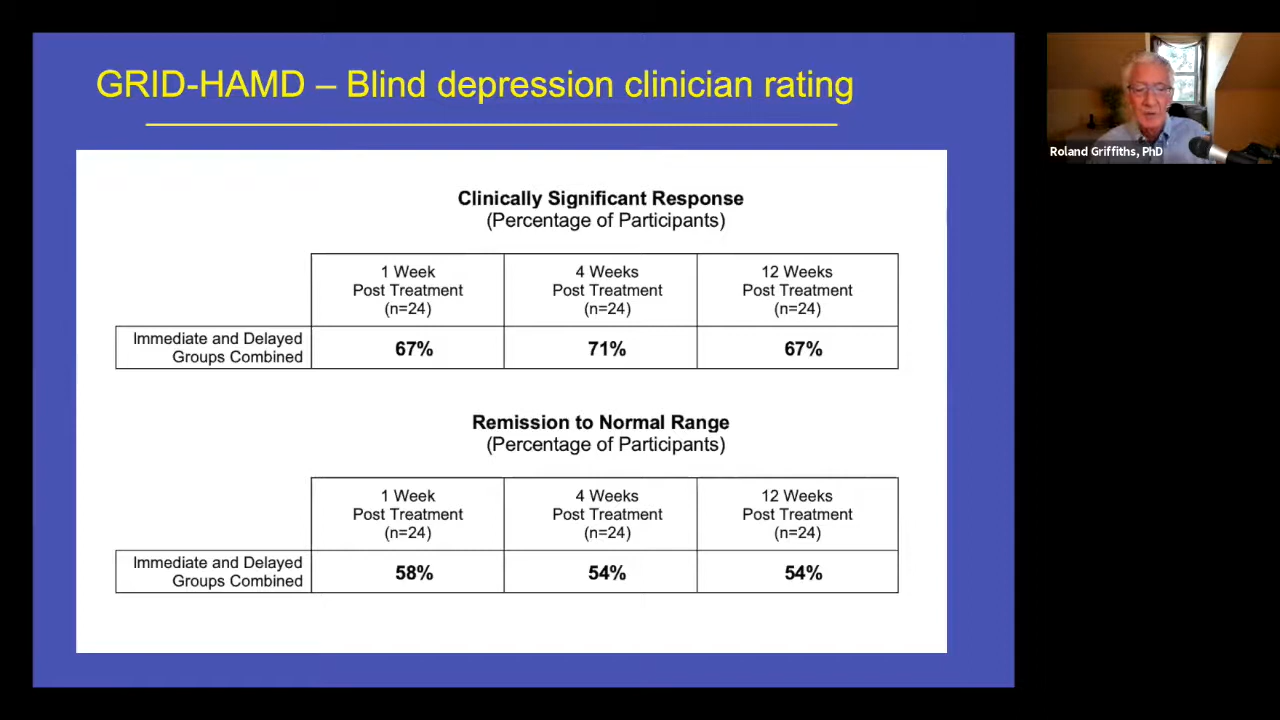 GRID-HAMD – Blind depression clinician rating
Roland Griffiths, PhD
Clinically Significant Response
(Percentage of Participants)
1 Week
Post Treatment
(n=24)
4 Weeks
Post Treatment
(n=24)
12 Weeks
Post Treatment
(n=24)
Immediate and Delayed
Groups Combined
67%
71%
67%
Remission to Normal Range
(Percentage of Participants)
1 Week
Post Treatment
(n=24)
4 Weeks
Post Treatment
(n=24)
12 Weeks
Post Treatment
(n=24)
Immediate and Delayed
Groups Combined
58%
54%
54%